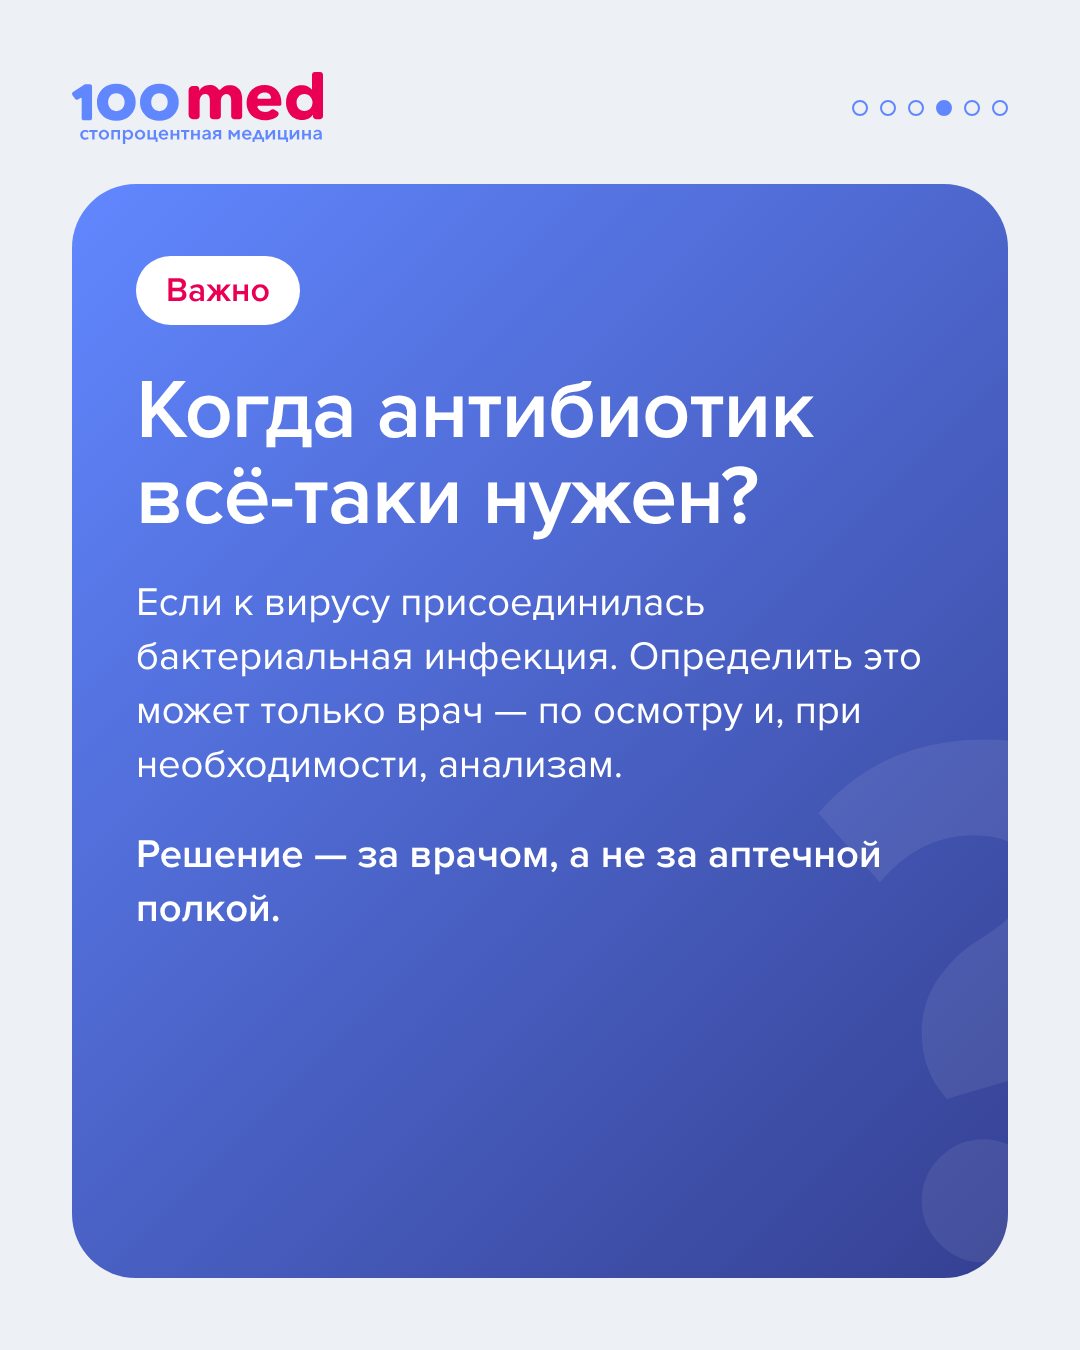 100med
стопроцентная медицина
Важно
Когда антибиотик
всё-таки нужен?
Если к вирусу присоединилась
бактериальная инфекция. Определить это
может только врач — по осмотру и, при
необходимости, анализам.
Решение — за врачом, а не за аптечной
полкой.